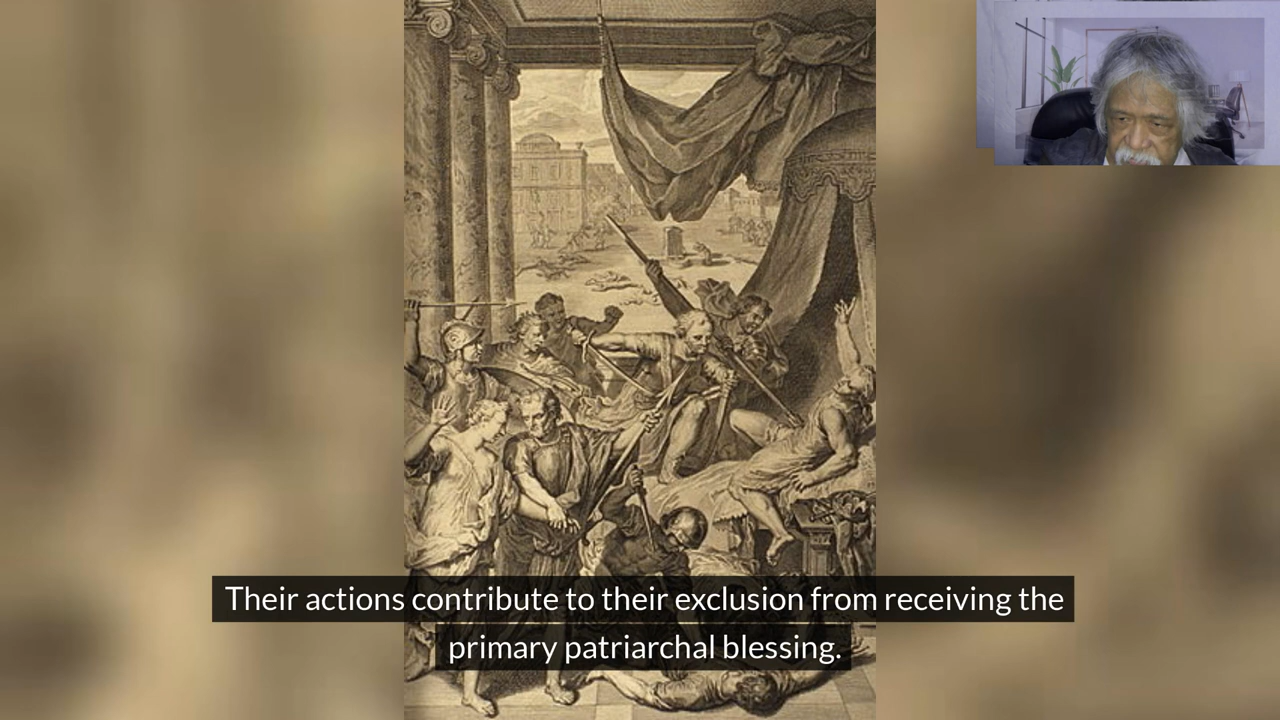 Their actions contribute to their exclusion from receiving the
primary patriarchal blessing.